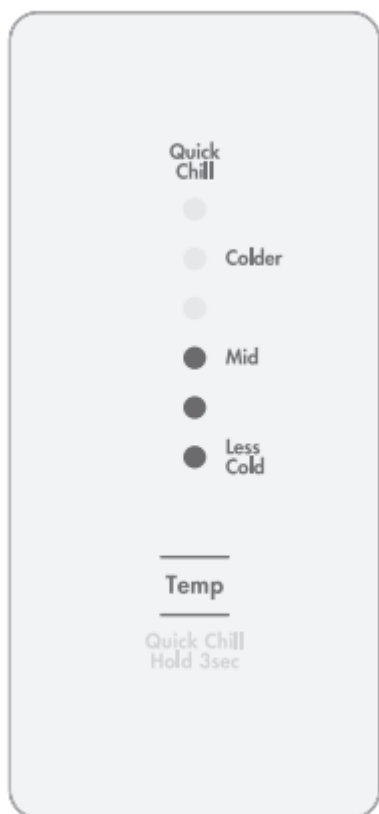 Quick
Chill
Colder
Mid
Less
Cold
Temp
Quick Chill
Hold 3sec